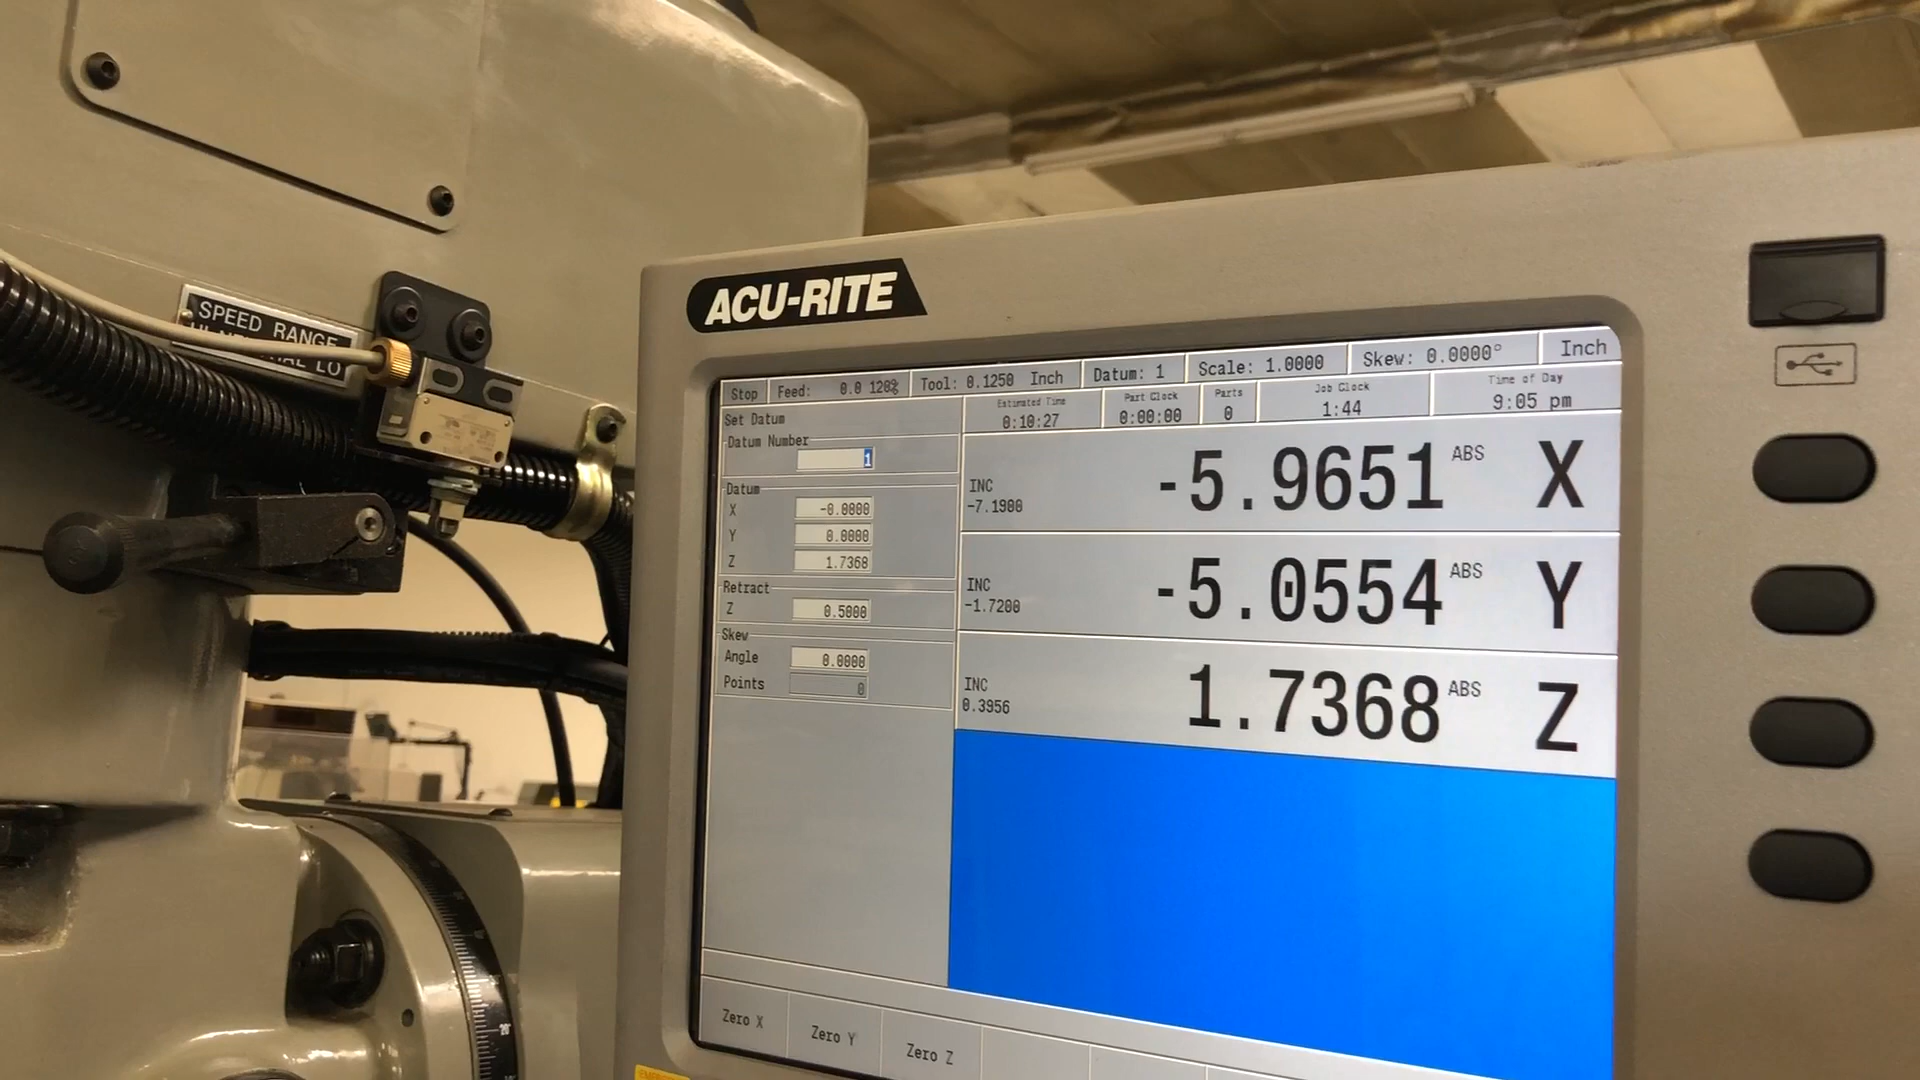 SPEED RANGE
LO
ACU-RITE
Stop Feed: 0.0 120% Tool: 0.1250 Inch Datum: 1 Scale: 1.0000 Skew: 0.0000° Inch
Estimated Time Part Clock Parts Job Clock Time of Day
0:10:27 0:00:00 0 1:44 9:05 pm
Set Datum
Datum Number
1
Datum
X -0.0000
Y 0.0000
Z 1.7368
Retract
Z 0.5000
Skew
Angle 0.0000
Points 0
INC
-7.1900
-5.9651 ABS X
INC
-1.7200
-5.0554 ABS Y
INC
0.3956
1.7368 ABS Z
Zero X Zero Y Zero Z